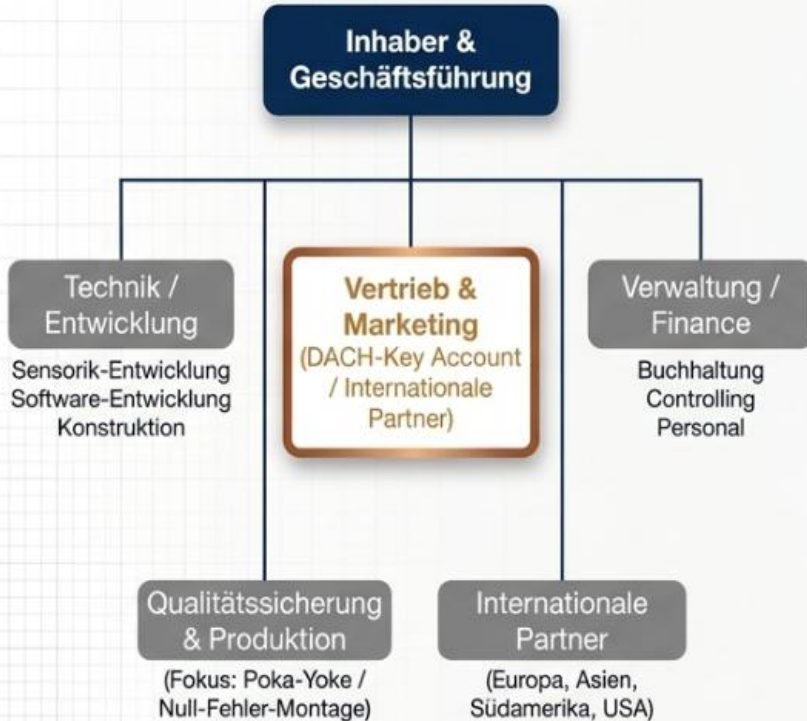 Inhaber &
Geschäftsführung
Technik /
Entwicklung
Sensorik-Entwicklung
Software-Entwicklung
Konstruktion
Vertrieb &
Marketing
(DACH-Key Account
/ Internationale
Partner)
Verwaltung /
Finance
Buchhaltung
Controlling
Personal
Qualitätssicherung
& Produktion
(Fokus: Poka-Yoke /
Null-Fehler-Montage)
Internationale
Partner
(Europa, Asien,
Südamerika, USA)